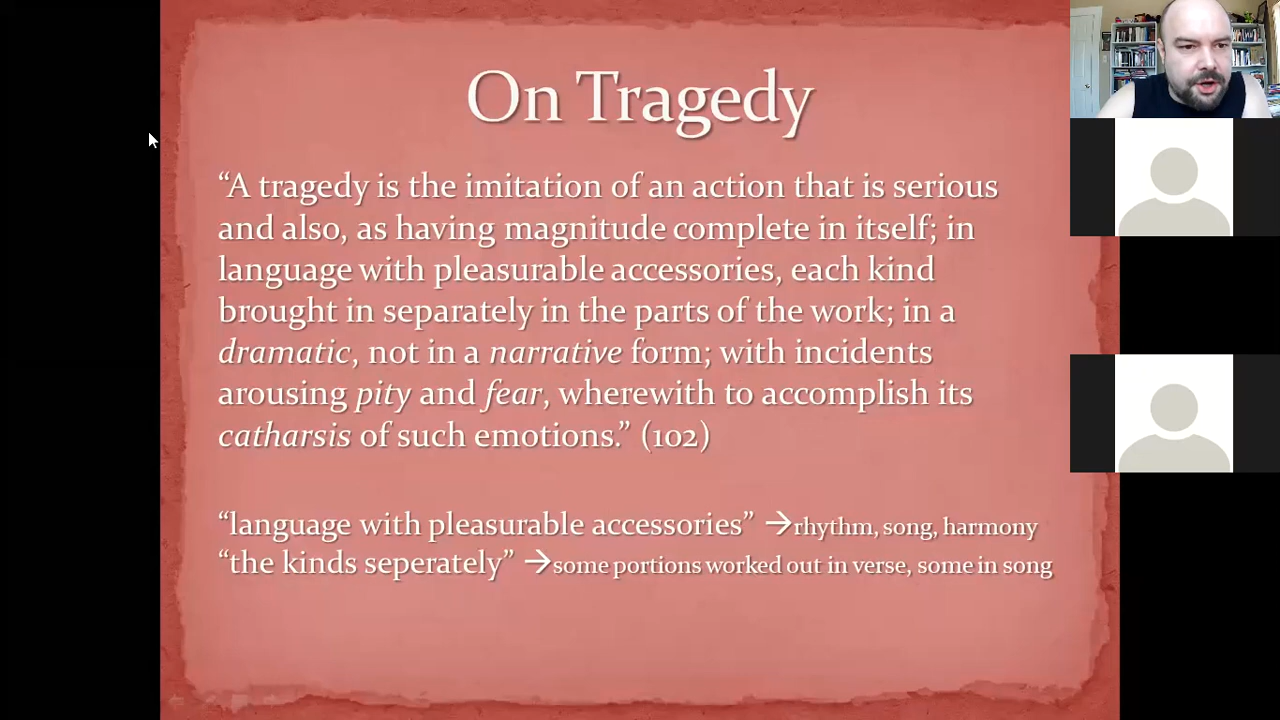 On Tragedy
“A tragedy is the imitation of an action that is serious
and also, as having magnitude complete in itself; in
language with pleasurable accessories, each kind
brought in separately in the parts of the work; in a
dramatic, not in a narrative form; with incidents
arousing pity and fear, wherewith to accomplish its
catharsis of such emotions.” (102)
“language with pleasurable accessories” →rhythm, song, harmony
“the kinds seperately” →some portions worked out in verse, some in song